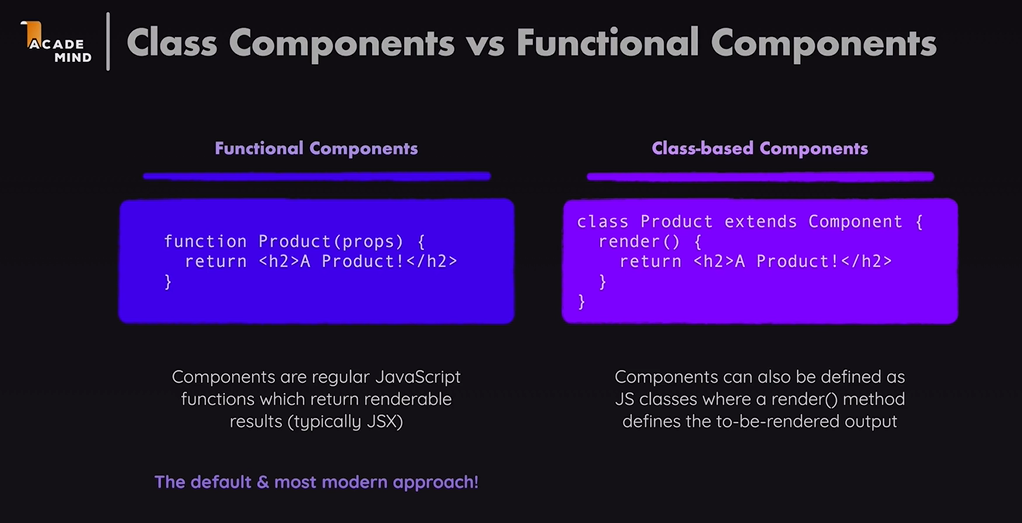 ACADE
MIND
Class Components vs Functional Components
Functional Components
function Product(props) {
return <h2>A Product!</h2>
}
Components are regular JavaScript
functions which return renderable
results (typically JSX)
The default & most modern approach!
Class-based Components
class Product extends Component {
render() {
return <h2>A Product!</h2>
}
}
Components can also be defined as
JS classes where a render() method
defines the to-be-rendered output